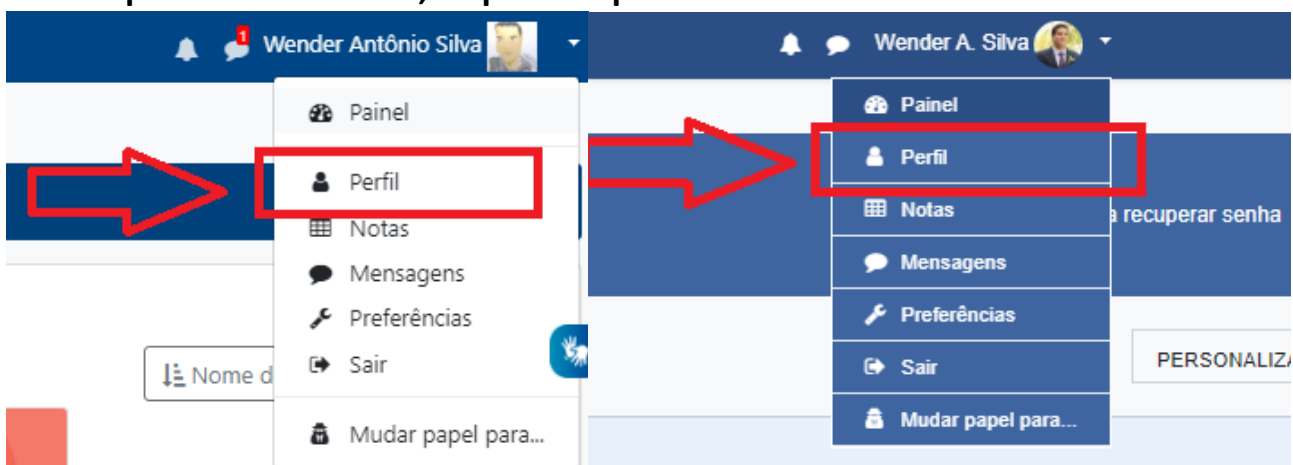 1
Wender Antônio Silva
Painel
Perfil
Notas
Mensagens
Preferências
Sair
Mudar papel para...
Nome d
Wender A. Silva
Painel
Perfil
Notas
Mensagens
Preferências
Sair
Mudar papel para...
a recuperar senha
PERSONALIZA